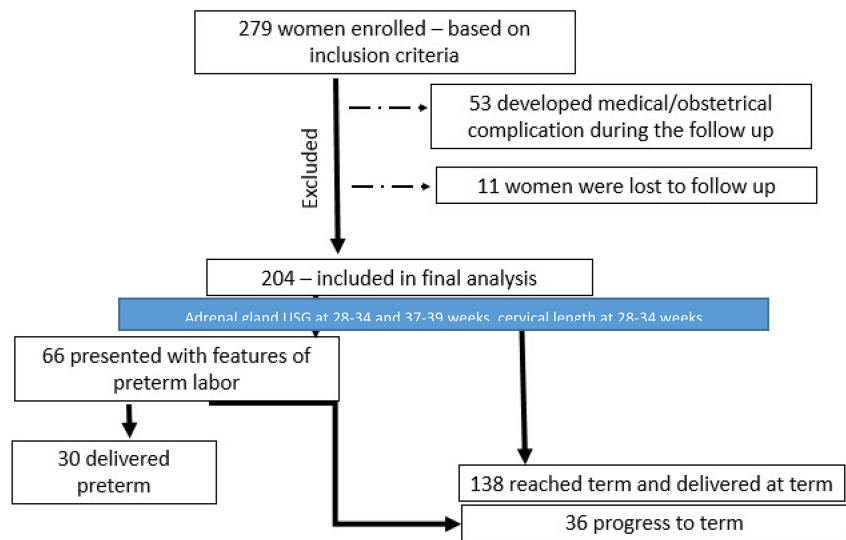 279 women enrolled – based on
inclusion criteria
53 developed medical/obstetrical
complication during the follow up
Excluded
11 women were lost to follow up
204 – included in final analysis
Adrenal gland USG at 28-34 and 37-39 weeks, cervical length at 28-34 weeks
66 presented with features of
preterm labor
30 delivered
preterm
138 reached term and delivered at term
36 progress to term